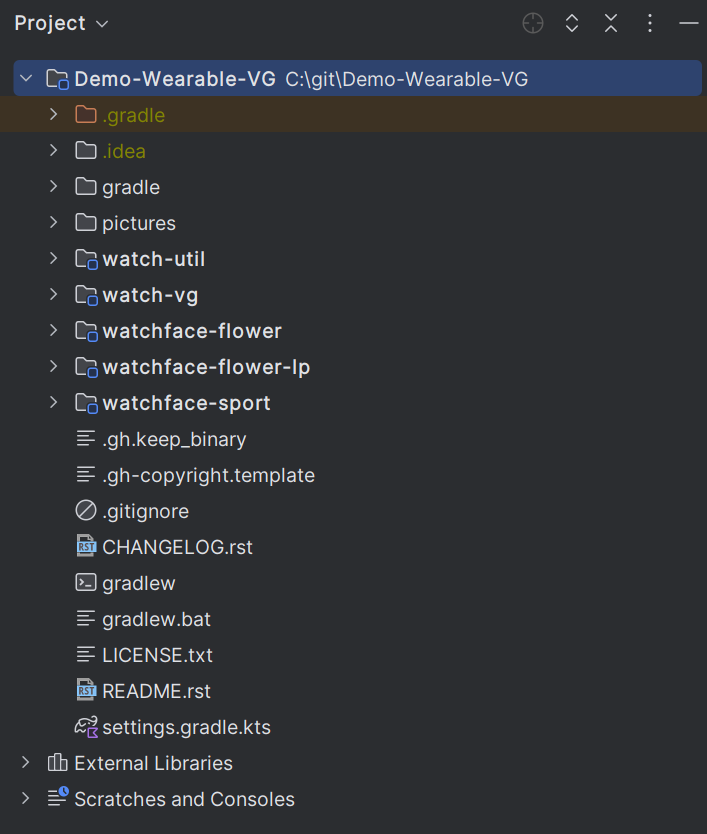 Project
Demo-Wearable-VG C:\git\Demo-Wearable-VG
.gradle
.idea
gradle
pictures
watch-util
watch-vg
watchface-flower
watchface-flower-lp
watchface-sport
.gh.keep_binary
.gh-copyright.template
.gitignore
RST CHANGELOG.rst
gradlew
gradlew.bat
LICENSE.txt
RST README.rst
settings.gradle.kts
External Libraries
Scratches and Consoles